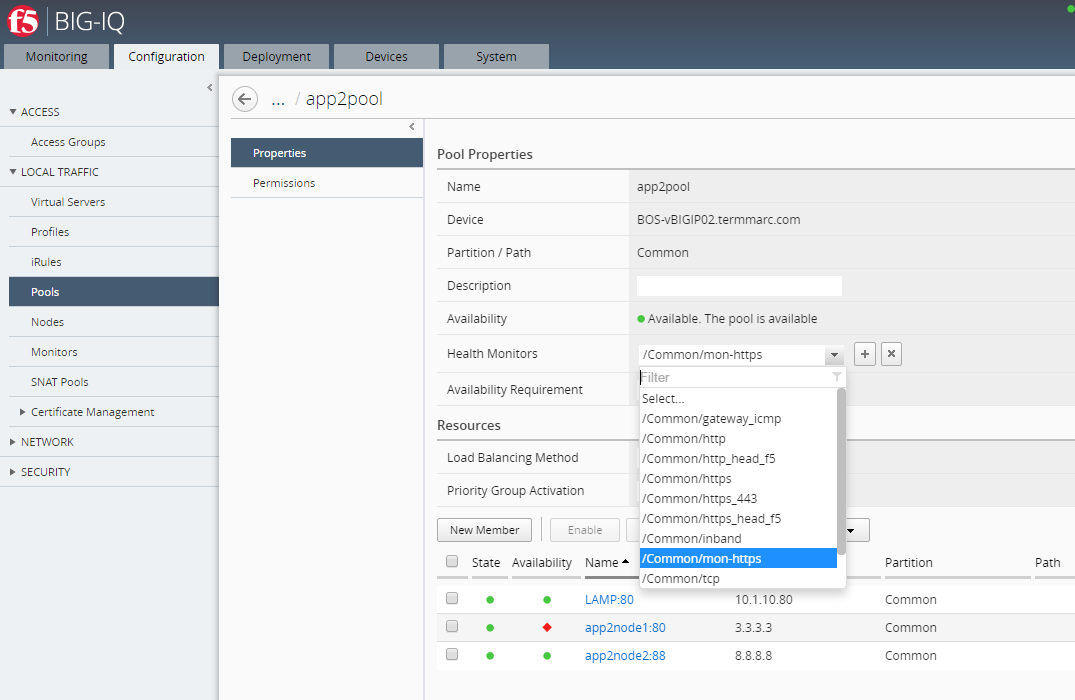 f5 BIG-IQ
Monitoring Configuration Deployment Devices System
ACCESS
Access Groups
LOCAL TRAFFIC
Virtual Servers
Profiles
iRules
Pools
Nodes
Monitors
SNAT Pools
Certificate Management
NETWORK
SECURITY
... / app2pool
Properties
Permissions
Pool Properties
Name app2pool
Device BOS-vBIGIP02.termmarc.com
Partition / Path Common
Description
Availability Available. The pool is available
Health Monitors /Common/mon-https
Filter
Select...
/Common/gateway_icmp
/Common/http
/Common/http_head_f5
/Common/https
/Common/https_443
/Common/https_head_f5
/Common/inband
/Common/mon-https
/Common/tcp
Availability Requirement
Resources
Load Balancing Method
Priority Group Activation
New Member Enable
State Availability Name Partition Path
LAMP:80 10.1.10.80 Common
app2node1:80 3.3.3.3 Common
app2node2:88 8.8.8.8 Common